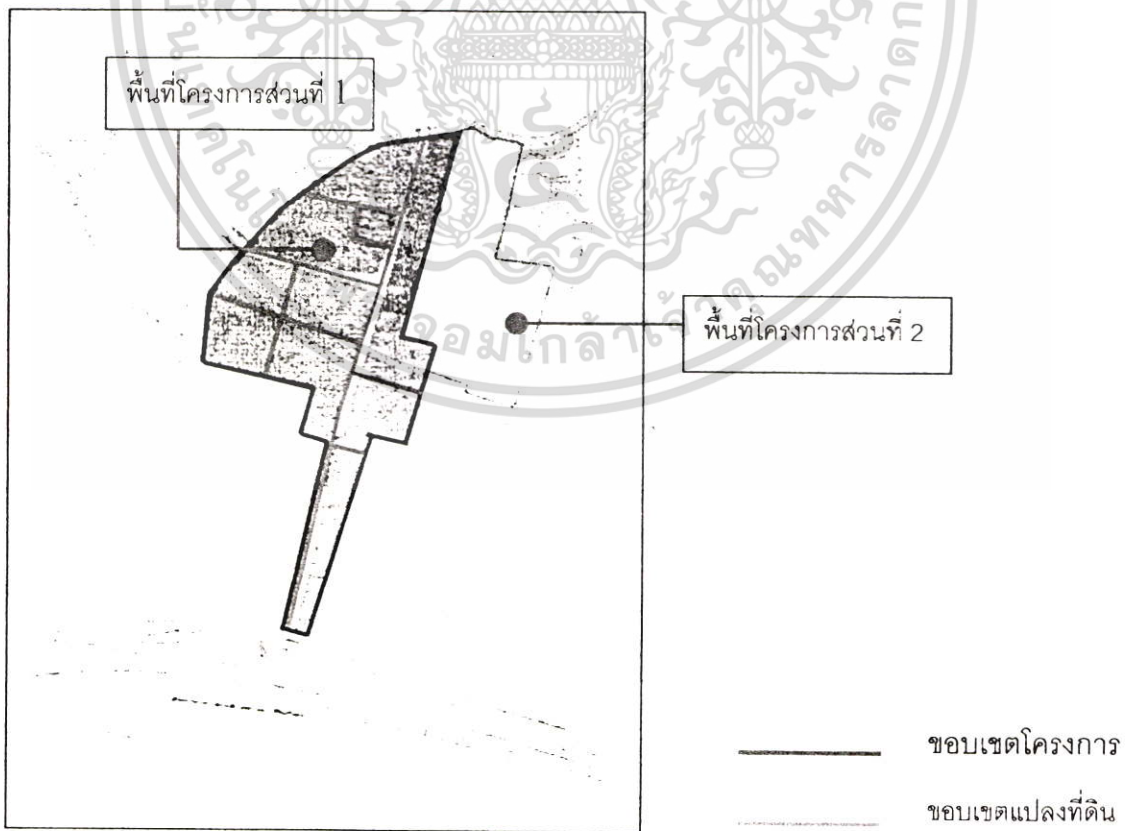 พื้นที่โครงการส่วนที่ 1
พื้นที่โครงการส่วนที่ 2
ขอบเขตโครงการ
ขอบเขตแปลงที่ดิน